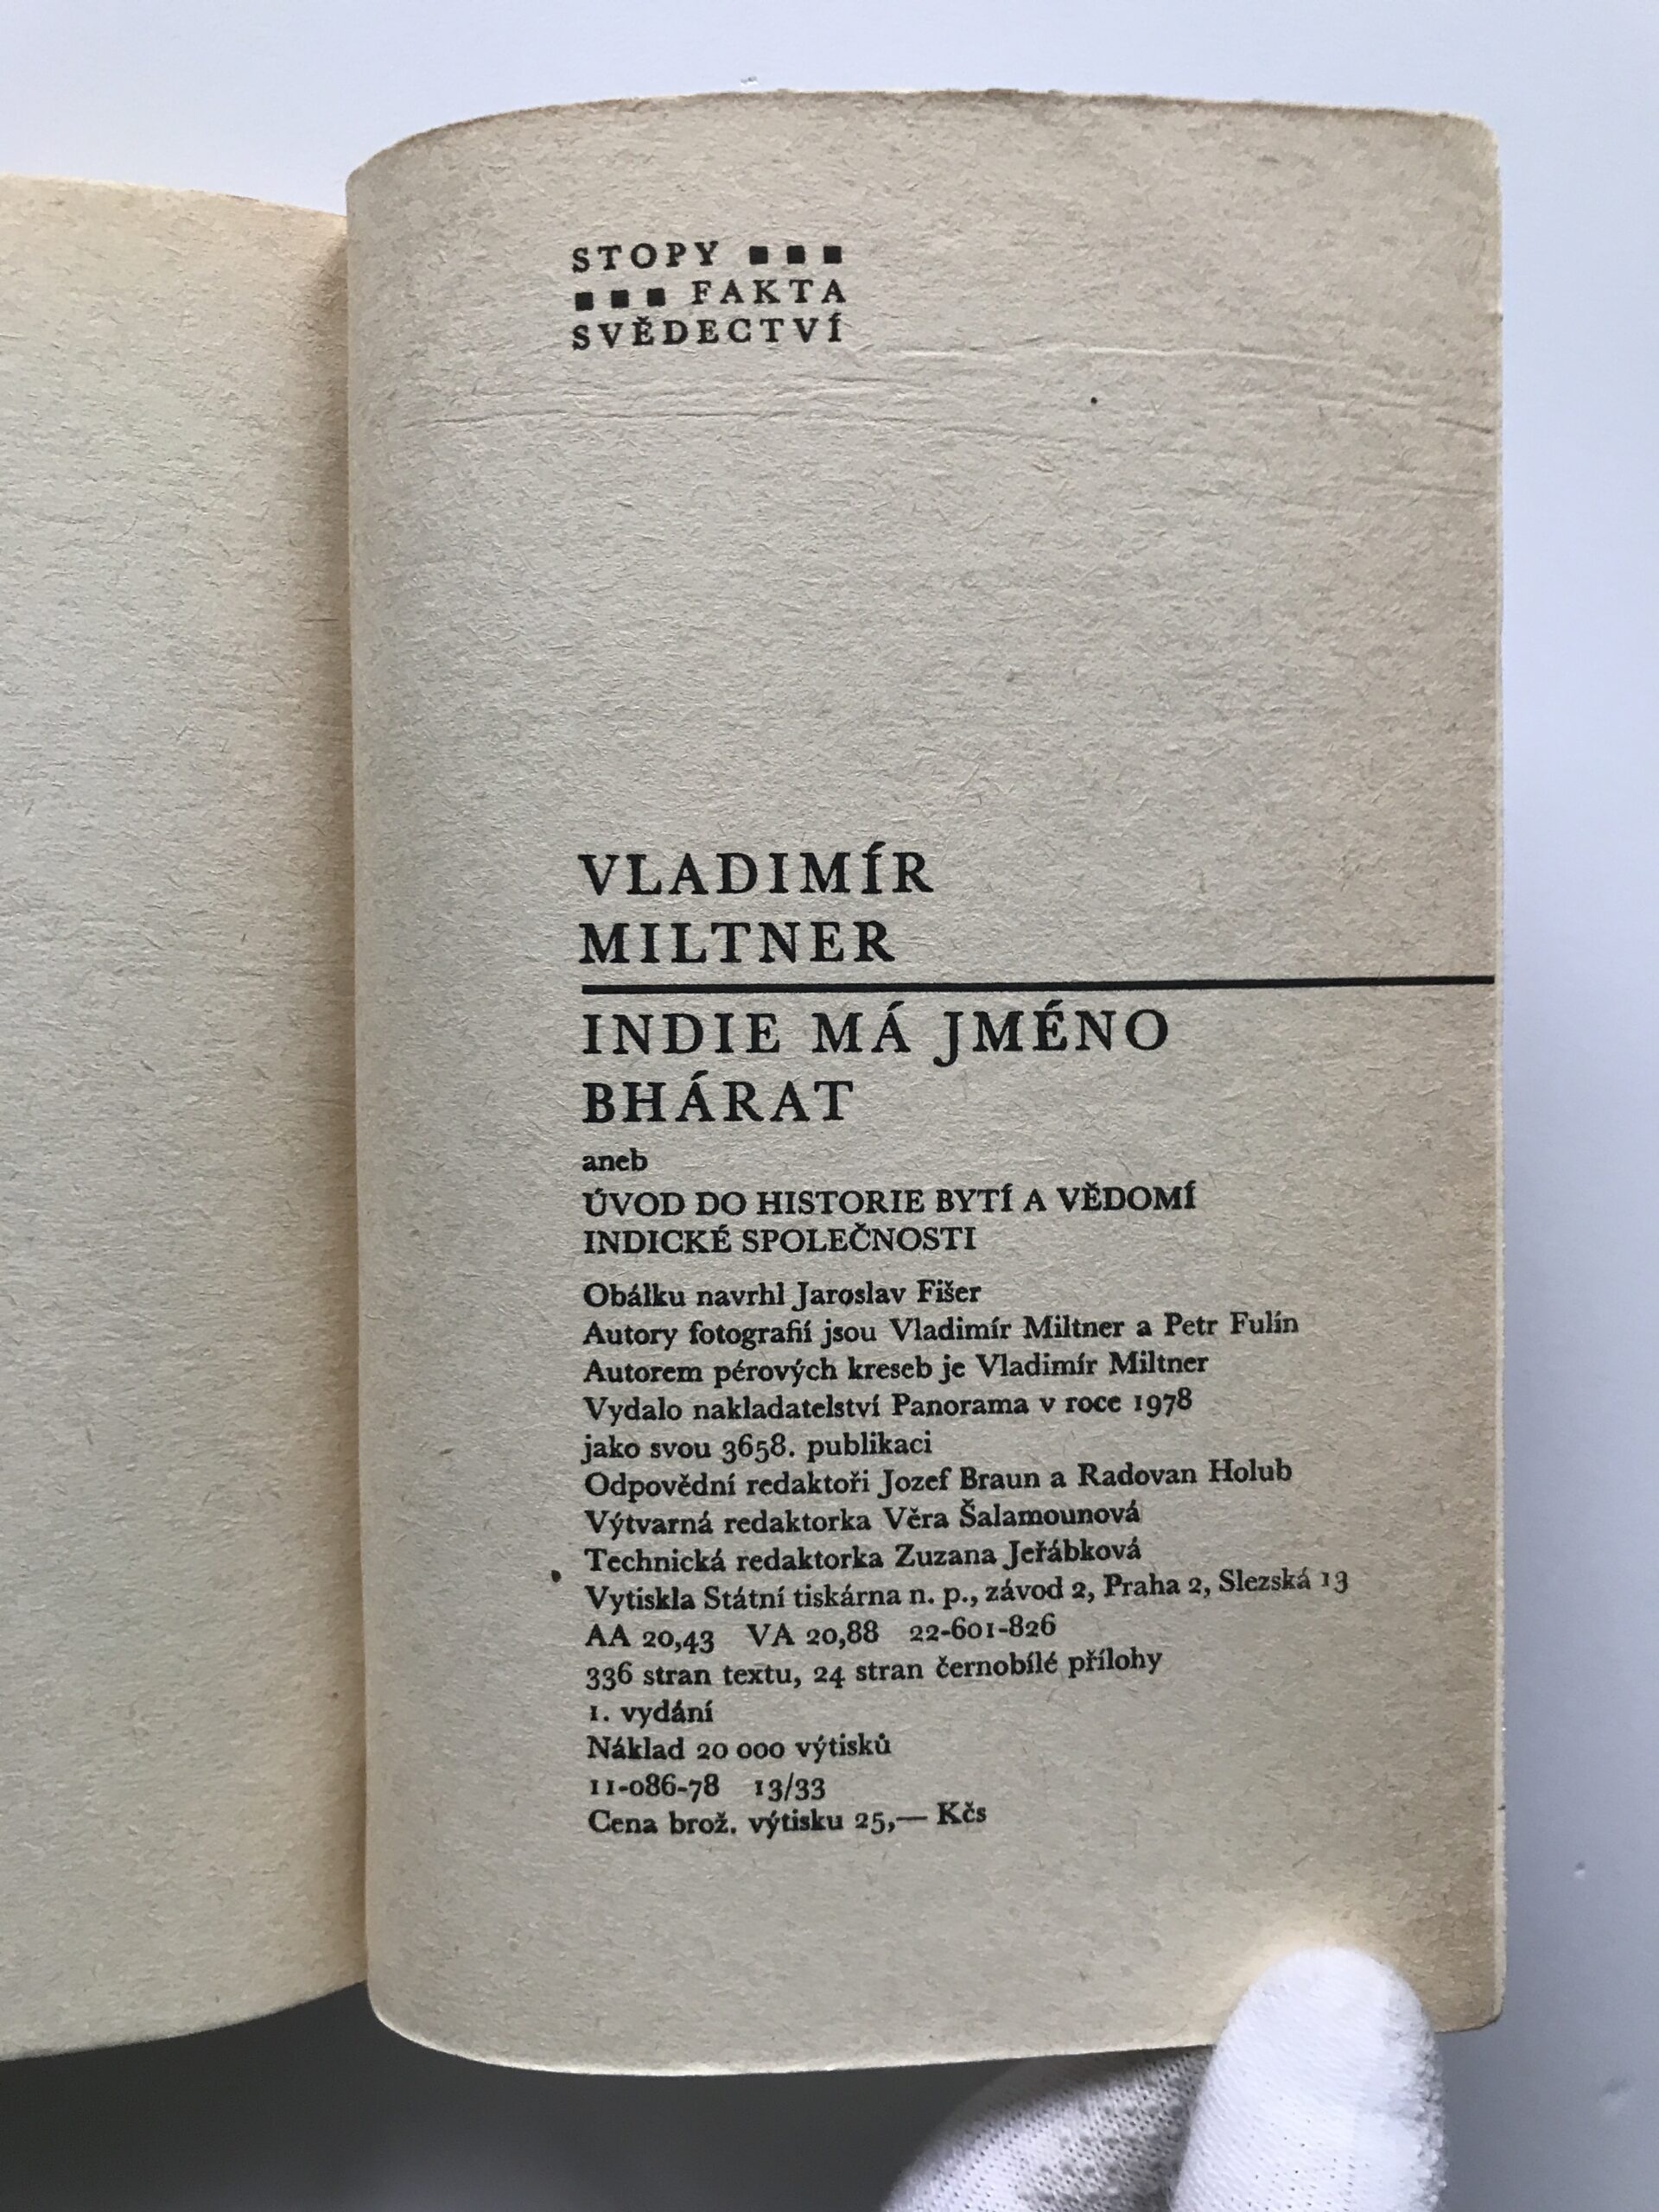 STOPY ■ ■ ■
■ ■ ■ FAKTA
SVĚDECTVÍ
VLADIMÍR
MILTNER
INDIE MÁ JMÉNO
BHÁRAT
aneb
ÚVOD DO HISTORIE BYTÍ A VĚDOMÍ
INDICKÉ SPOLEČNOSTI
Obálku navrhl Jaroslav Fišer
Autory fotografií jsou Vladimír Miltner a Petr Fulín
Autorem pérových kreseb je Vladimír Miltner
Vydalo nakladatelství Panorama v roce 1978
jako svou 3658. publikaci
Odpovědní redaktoři Jozef Braun a Radovan Holub
Výtvarná redaktorka Věra Šalamounová
Technická redaktorka Zuzana Jeřábková
Vytiskla Státní tiskárna n. p., závod 2, Praha 2, Slezská 13
AA 20,43 VA 20,88 22-601-826
336 stran textu, 24 stran černobílé přílohy
1. vydání
Náklad 20 000 výtisků
11-086-78 13/33
Cena brož. výtisku 25,— Kčs